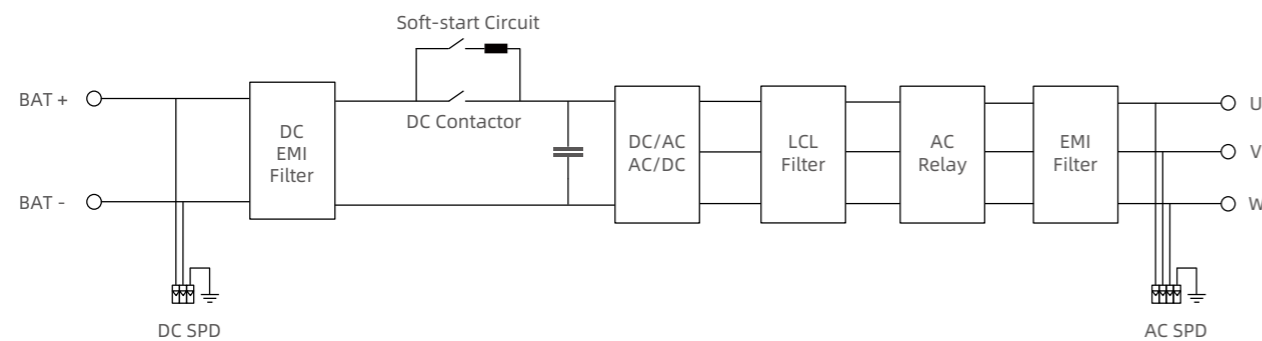 Soft-start Circuit
BAT +
DC Contactor
DC
EMI
Filter
DC/AC
AC/DC
LCL
Filter
AC
Relay
EMI
Filter
U
V
W
BAT -
DC SPD
AC SPD